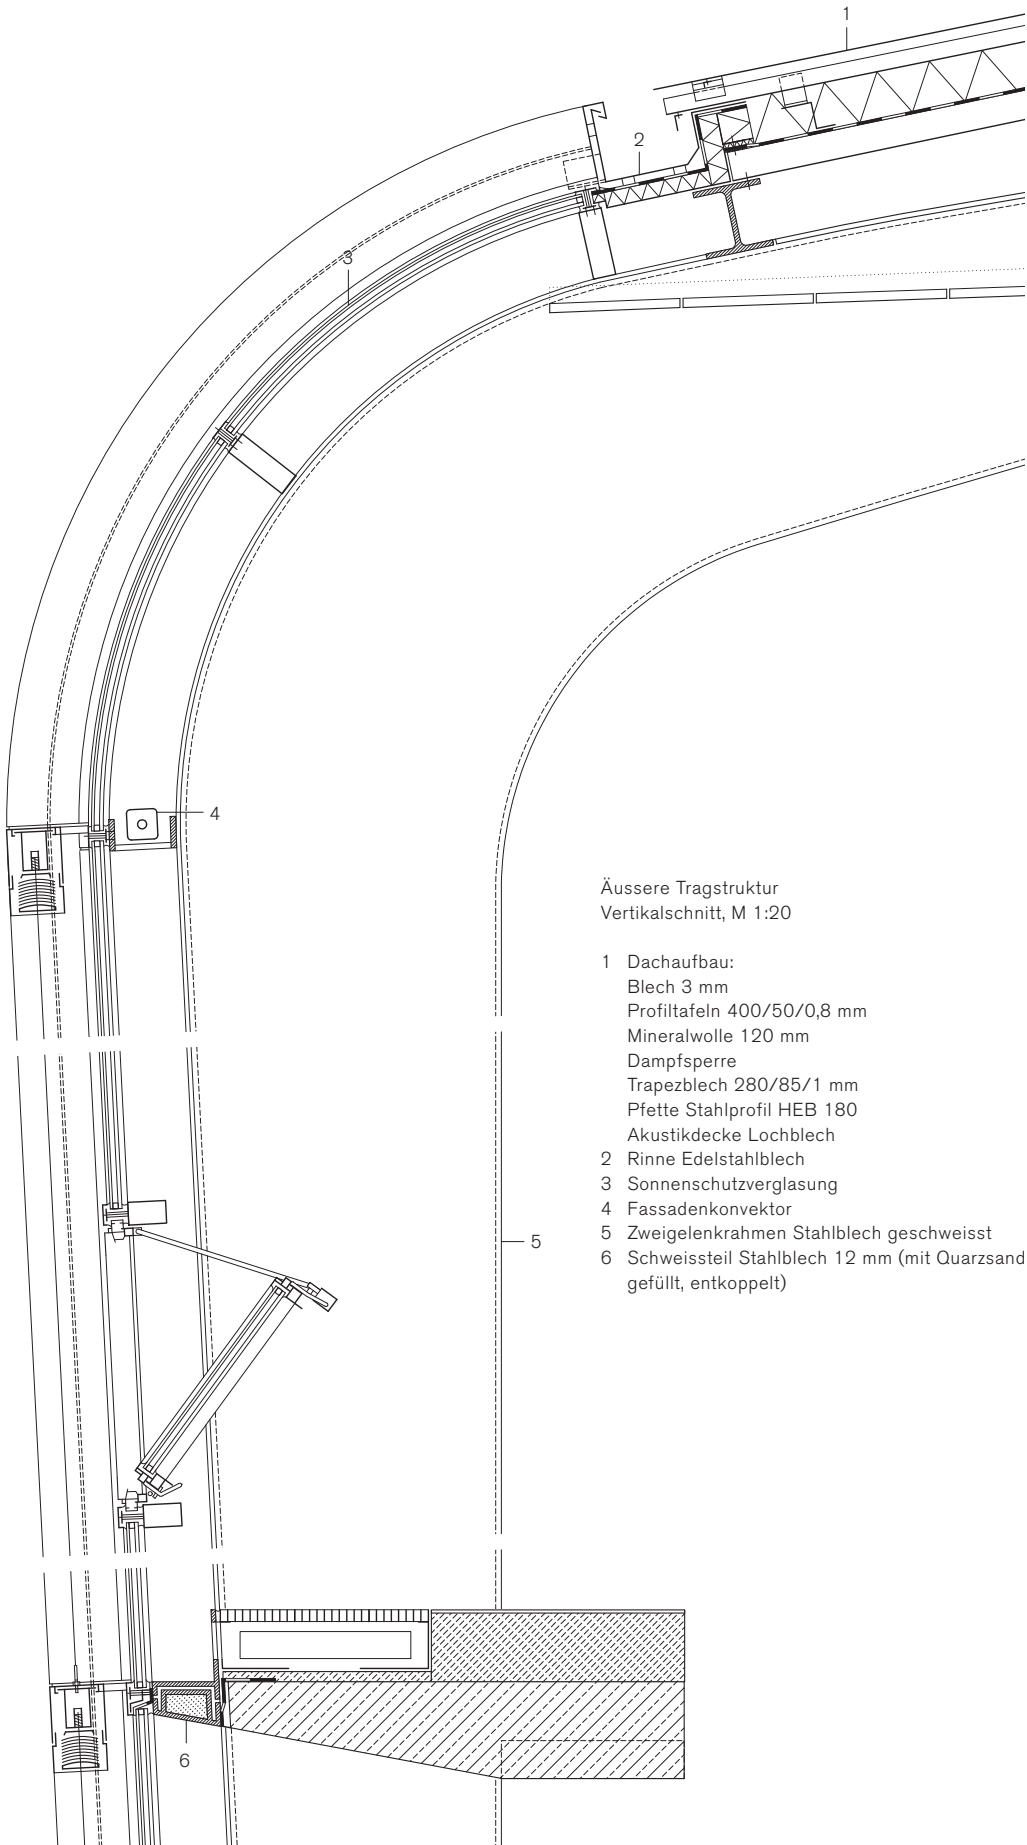 1
2
3
4
Äussere Tragstruktur
Vertikalschnitt, M 1:20
1 Dachaufbau:
Blech 3 mm
Profiltafeln 400/50/0,8 mm
Mineralwolle 120 mm
Dampfsperre
Trapezblech 280/85/1 mm
Pfette Stahlprofil HEB 180
Akustikdecke Lochblech
2 Rinne Edelstahlblech
3 Sonnenschutzverglasung
4 Fassadenkonvektor
5 Zweigelenkrahmen Stahlblech geschweisst
6 Schweissteil Stahlblech 12 mm (mit Quarzsand
gefüllt, entkoppelt)
5
6